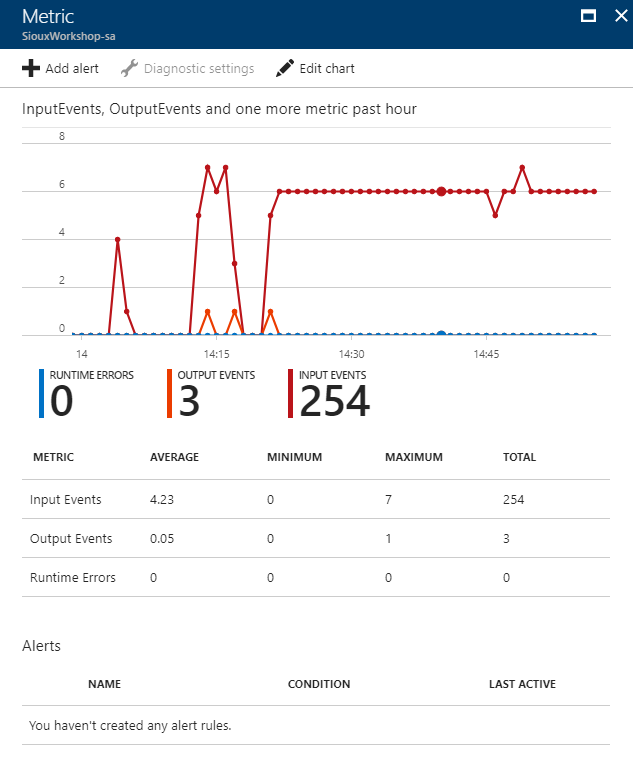 Metric
SiouxWorkshop-sa
Add alert Diagnostic settings Edit chart
InputEvents, OutputEvents and one more metric past hour
8
6
4
2
0
14 14:15 14:30 14:45
RUNTIME ERRORS OUTPUT EVENTS INPUT EVENTS
0 3 254
METRIC AVERAGE MINIMUM MAXIMUM TOTAL
Input Events 4.23 0 7 254
Output Events 0.05 0 1 3
Runtime Errors 0 0 0 0
Alerts
NAME CONDITION LAST ACTIVE
You haven't created any alert rules.